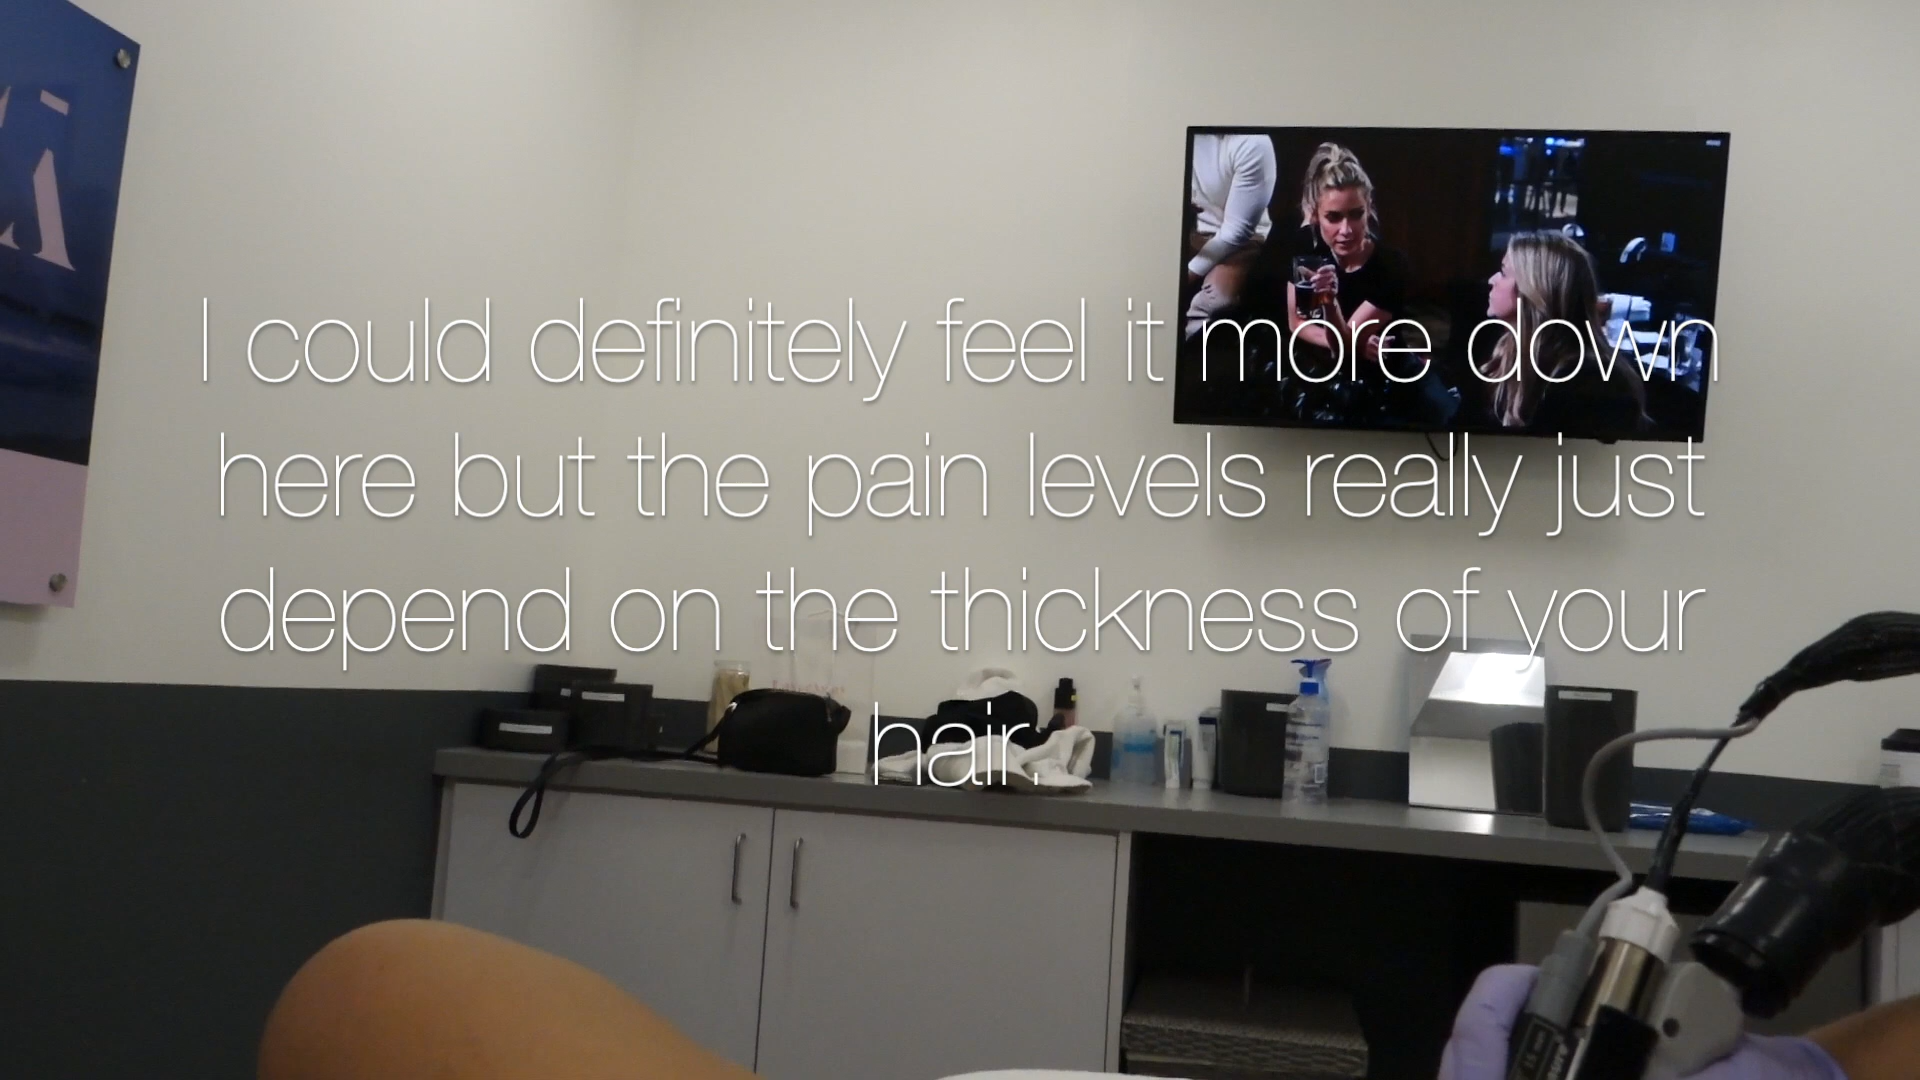 I could definitely feel it more down
here but the pain levels really just
depend on the thickness of your
hair.